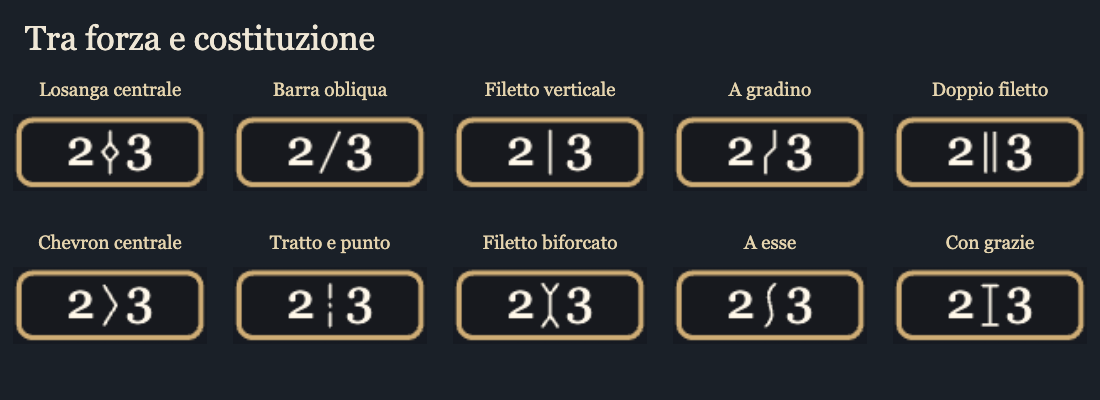 Tra forza e costituzione
Losanga centrale
Barra obliqua
Filetto verticale
A gradino
Doppio filetto
2 3
2/3
2|3
2 3
2||3
Chevron centrale
Tratto e punto
Filetto biforcato
A esse
Con grazie
2〉3
2¦3
2 3
2 3
2 3